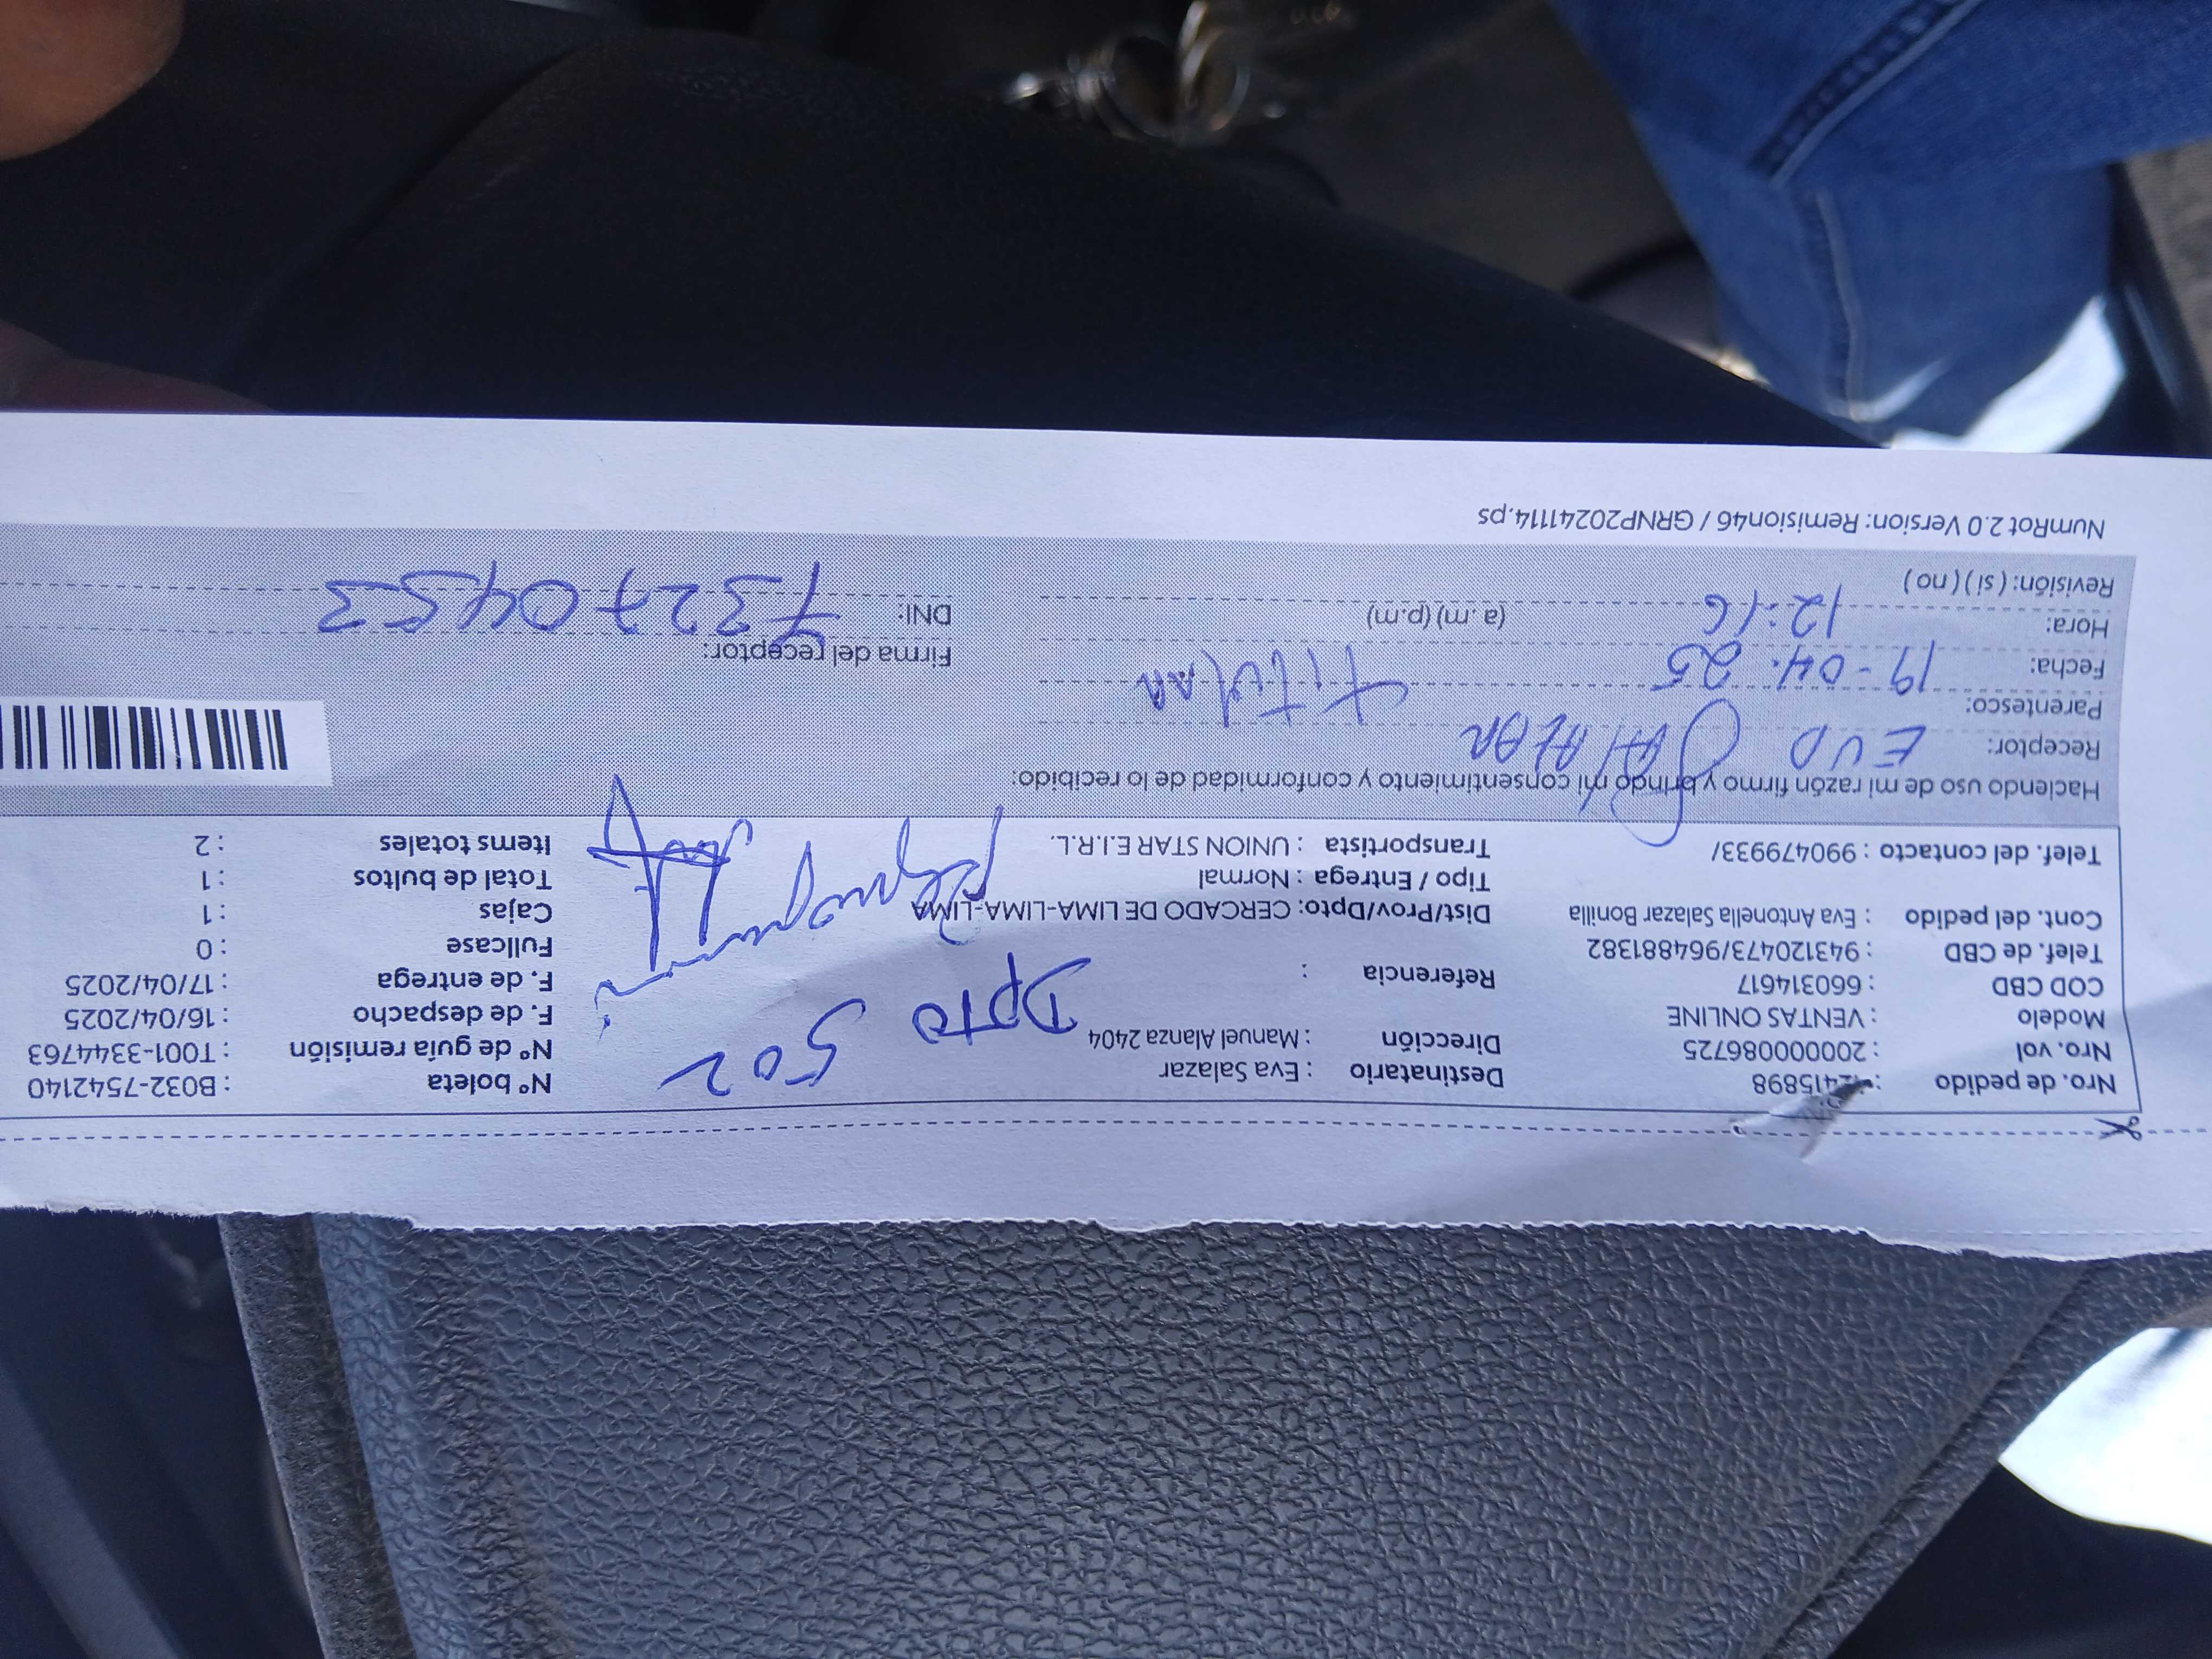 Nro. de pedido : 415898
Nro. vol : 20000086725
Modelo : VENTAS ONLINE
COD CBD : 660314617
Telef. de CBD : 943120473/964881382
Cont. del pedido : Eva Antonella Salazar Bonilla
Telef. del contacto : 990479933/
Destinatario : Eva Salazar
Dirección : Manuel Alanza 2404
Referencia :
Dpto 502
Dist/Prov/Dpto: CERCADO DE LIMA-LIMA-LIMA
Tipo / Entrega : Normal
Transportista : UNION STAR E.I.R.L.
Nº boleta : B032-7542140
Nº de guía remisión : T001-3344763
F. de despacho : 16/04/2025
F. de entrega : 17/04/2025
Fullcase : 0
Cajas : 1
Total de bultos : 1
Items totales : 2
Haciendo uso de mi razón firmo y brindo mi consentimiento y conformidad de lo recibido:
Receptor: EVA SALAZAR
Parentesco: titular
Fecha: 19-04.25
Hora: 12:16 (a.m) (p.m)
Revisión: ( si ) ( no )
Firma del receptor:
DNI: 73270453
NumRot 2.0 Version: Remision46 / GRNP20241114.ps